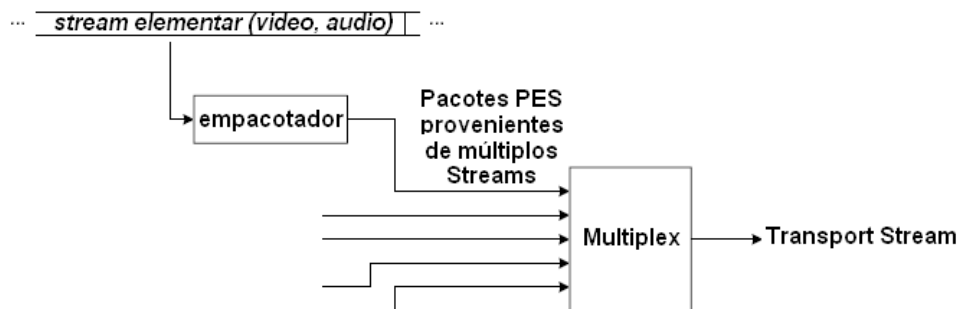 ... stream elementar (video, audio) ...
empacotador
Pacotes PES
provenientes
de múltiplos
Streams
Multiplex
Transport Stream